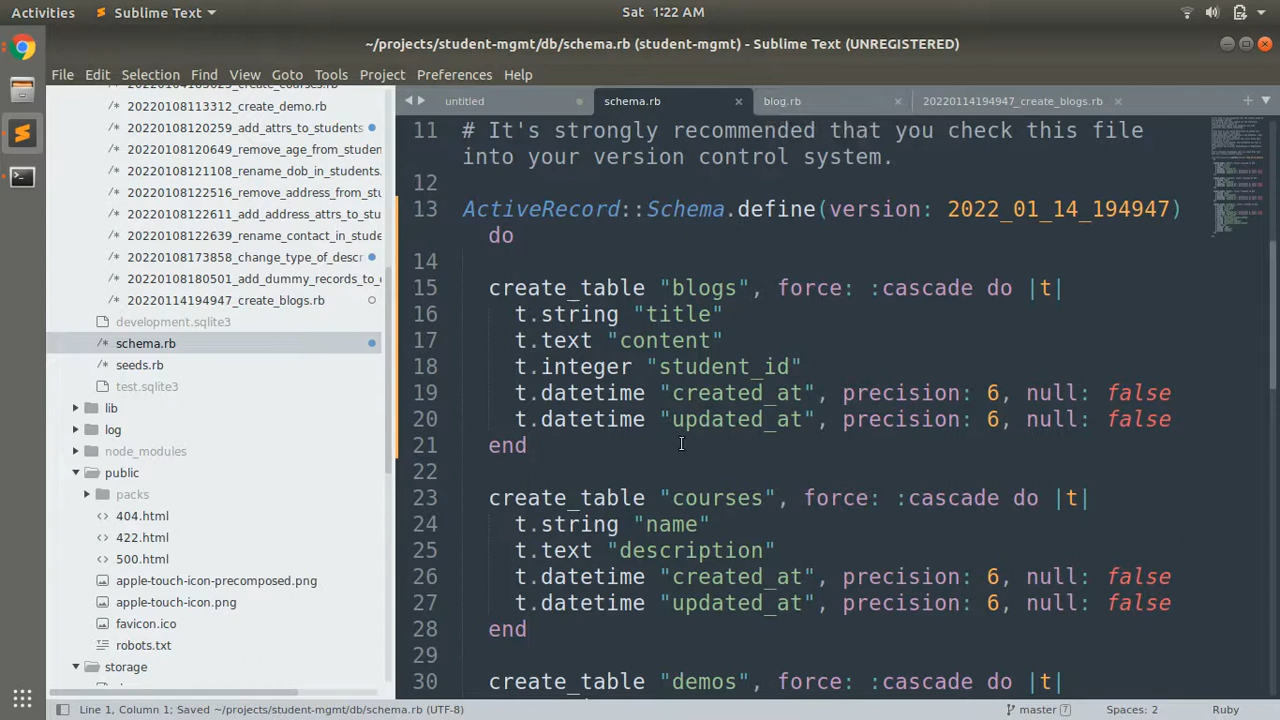 Activities
Sublime Text
Sat 1:22 AM
~/projects/student-mgmt/db/schema.rb (student-mgmt) - Sublime Text (UNREGISTERED)
File Edit Selection Find View Goto Tools Project Preferences Help
20220108113312_create_demo.rb
20220108120259_add_attrs_to_students
20220108120649_remove_age_from_studen
20220108121108_rename_dob_in_students.
20220108122516_remove_address_from_stu
20220108122614_add_address_attrs_to_stu
20220108122639_rename_contact_in_stude
20220108173858_change_type_of_descr
20220108180501_add_dummy_records_to_c
20220114194947_create_blogs.rb
development.sqlite3
schema.rb
seeds.rb
test.sqlite3
lib
log
node_modules
public
packs
404.html
422.html
500.html
apple-touch-icon-precomposed.png
apple-touch-icon.png
favicon.ico
robots.txt
storage
untitled
schema.rb
blog.rb
20220114194947_create_blogs.rb
11 # It's strongly recommended that you check this file
into your version control system.
12
13 ActiveRecord::Schema.define(version: 2022_01_14_194947)
do
14
15 create_table "blogs", force: :cascade do |t|
16 t.string "title"
17 t.text "content"
18 t.integer "student_id"
19 t.datetime "created_at", precision: 6, null: false
20 t.datetime "updated_at", precision: 6, null: false
21 end
22
23 create_table "courses", force: :cascade do |t|
24 t.string "name"
25 t.text "description"
26 t.datetime "created_at", precision: 6, null: false
27 t.datetime "updated_at", precision: 6, null: false
28 end
29
30 create_table "demos", force: :cascade do |t|
Line 1, Column 1; Saved ~/projects/student-mgmt/db/schema.rb (UTF-8)
master 7
Spaces: 2
Ruby